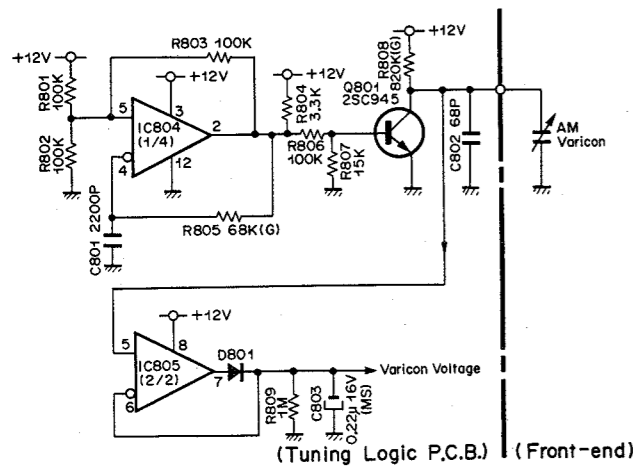 +12V
R803 100K
+12V
R801
100K
+12V
R804
3.3K
R808
820K(G)
+12V
Q801
2SC945
5
3
IC804
(1/4)
2
12
4
R802
100K
R806
100K
R807
15K
C802 68P
AM
Varicon
C801 2200P
R805 68K(G)
+12V
5
8
IC805
(2/2)
D801
7
6
Varicon Voltage
R809
1M
C803
0.22µ 16V
(MS)
(Tuning Logic P.C.B.) (Front-end)